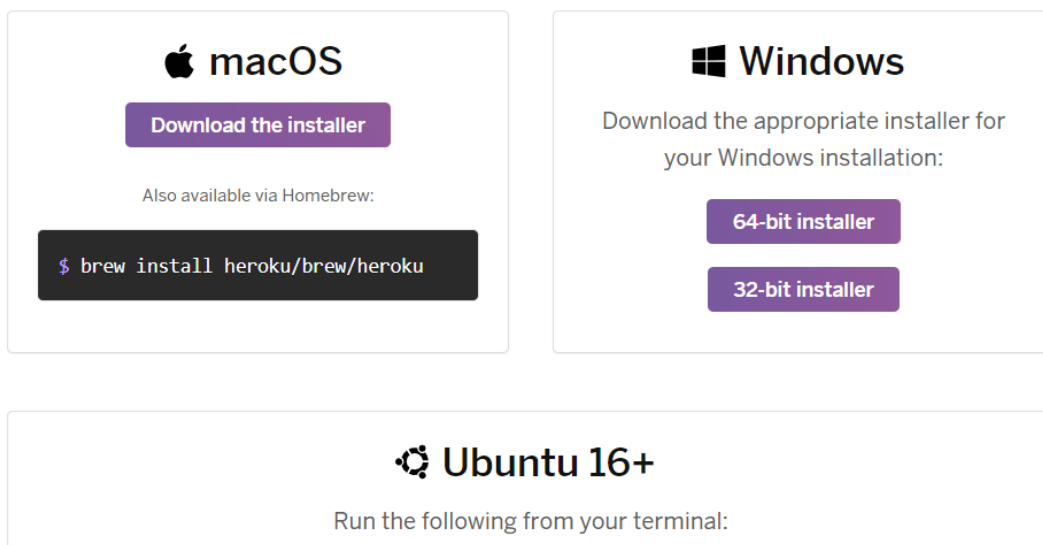 macOS
Download the installer
Also available via Homebrew:
$ brew install heroku/brew/heroku
Windows
Download the appropriate installer for
your Windows installation:
64-bit installer
32-bit installer
Ubuntu 16+
Run the following from your terminal: